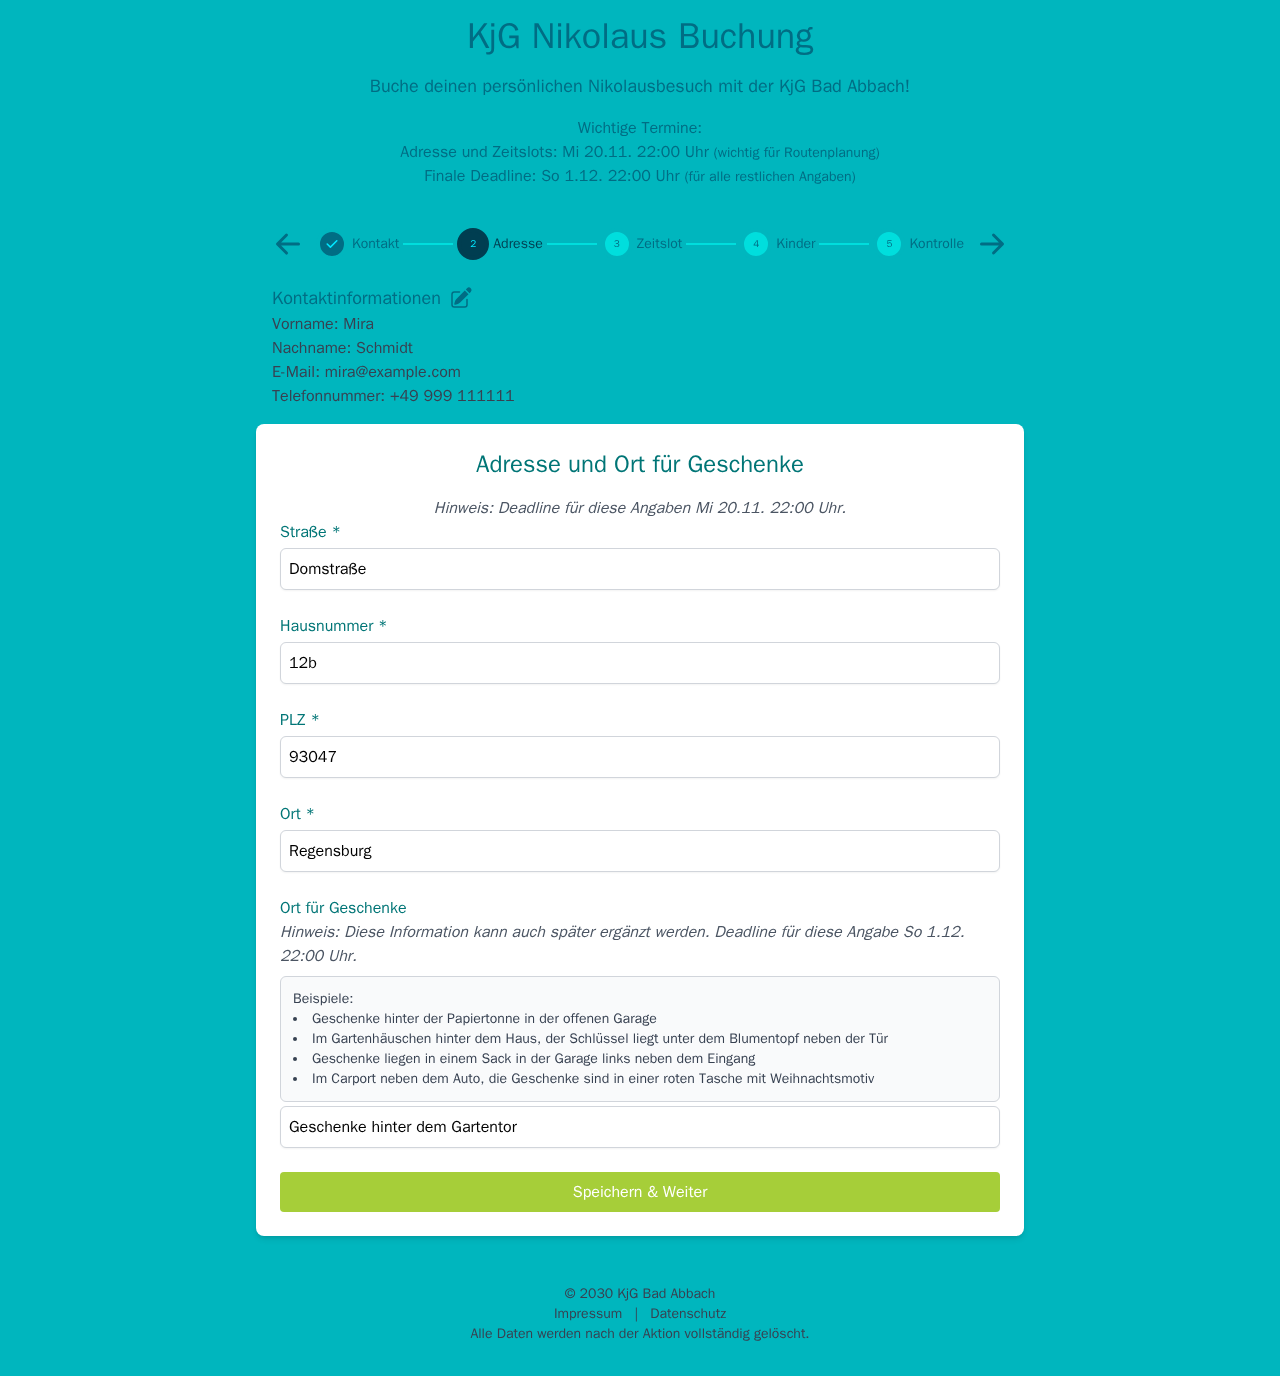 KjG Nikolaus Buchung
Buche deinen persönlichen Nikolausbesuch mit der KjG Bad Abbach!
Wichtige Termine:
Adresse und Zeitslots: Mi 20.11. 22:00 Uhr (wichtig für Routenplanung)
Finale Deadline: So 1.12. 22:00 Uhr (für alle restlichen Angaben)
Kontakt 2 Adresse 3 Zeitslot 4 Kinder 5 Kontrolle
Kontaktinformationen
Vorname: Mira
Nachname: Schmidt
E-Mail: mira@example.com
Telefonnummer: +49 999 111111
Adresse und Ort für Geschenke
Hinweis: Deadline für diese Angaben Mi 20.11. 22:00 Uhr.
Straße *
Domstraße
Hausnummer *
12b
PLZ *
93047
Ort *
Regensburg
Ort für Geschenke
Hinweis: Diese Information kann auch später ergänzt werden. Deadline für diese Angabe So 1.12.
22:00 Uhr.
Beispiele:
• Geschenke hinter der Papiertonne in der offenen Garage
• Im Gartenhäuschen hinter dem Haus, der Schlüssel liegt unter dem Blumentopf neben der Tür
• Geschenke liegen in einem Sack in der Garage links neben dem Eingang
• Im Carport neben dem Auto, die Geschenke sind in einer roten Tasche mit Weihnachtsmotiv
Geschenke hinter dem Gartentor
Speichern & Weiter
© 2030 KjG Bad Abbach
Impressum | Datenschutz
Alle Daten werden nach der Aktion vollständig gelöscht.